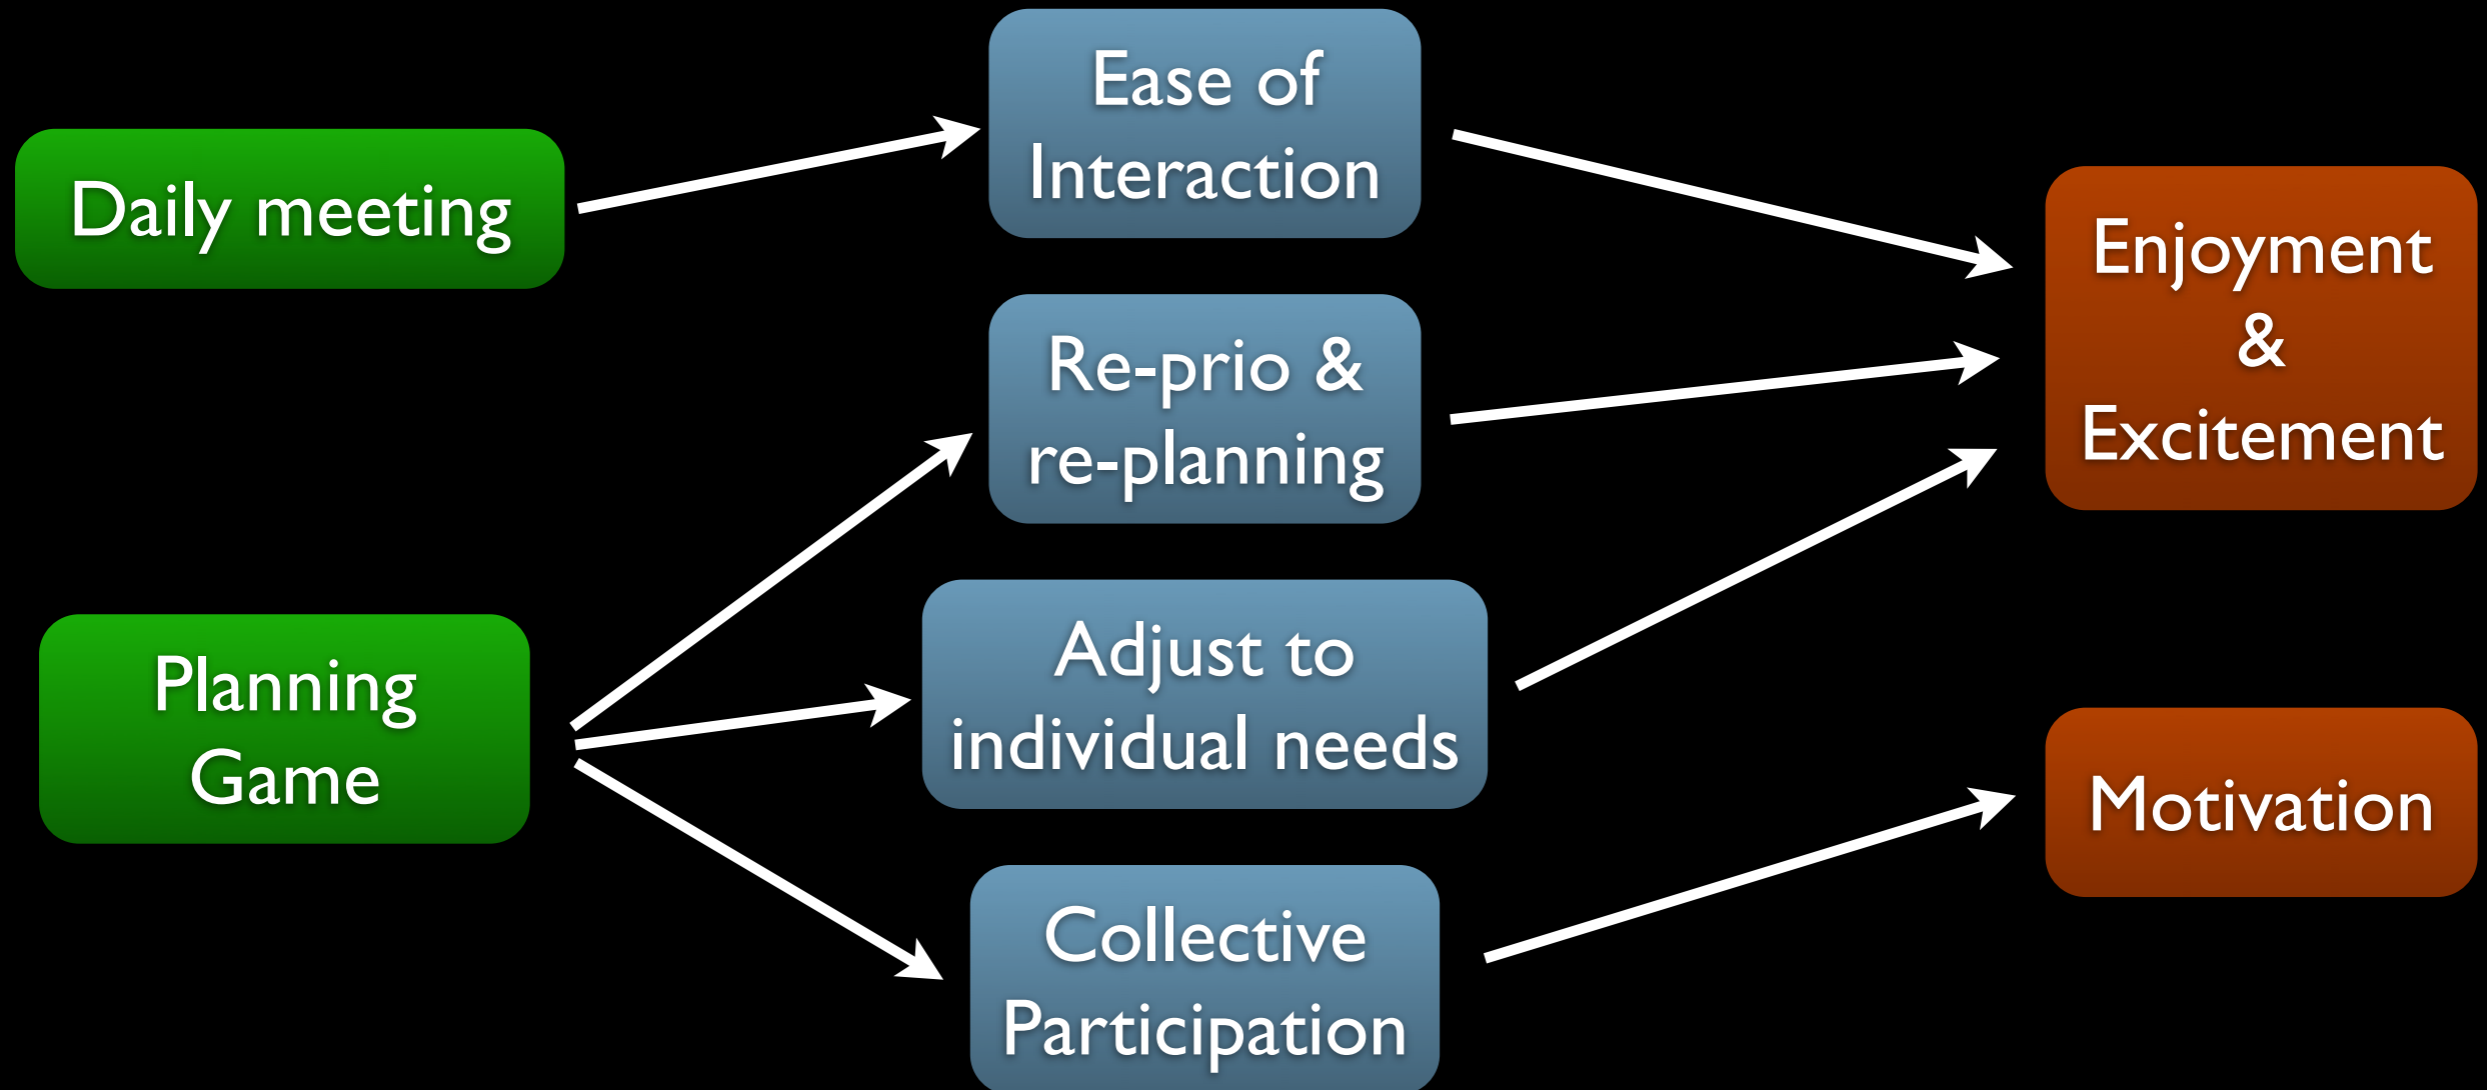 Daily meeting
Planning
Game
Ease of
Interaction
Re-prio &
re-planning
Adjust to
individual needs
Collective
Participation
Enjoyment
&
Excitement
Motivation